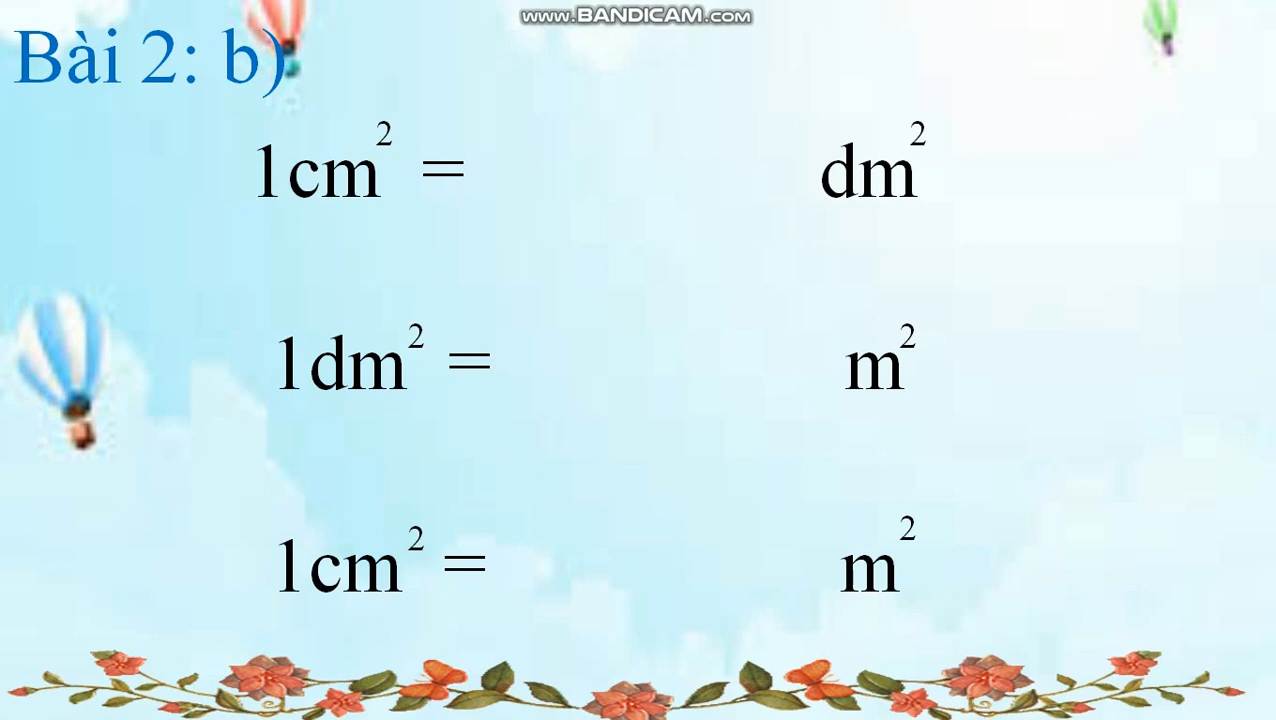 www.BANDICAM.com
Bài 2: b)
1cm² = dm²
1dm² = m²
1cm² = m²